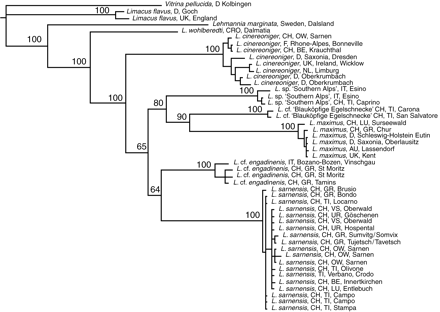 Vitrina pellucida, D Kolbingen
Limacus flavus, D, Goch
Limacus flavus, UK, England
100
Lehmannia marginata, Sweden, Dalsland
100
L. wohlberedti, CRO, Dalmatia
L. cinereoniger, CH, OW, Sarnen
L. cinereoniger, F, Rhone-Alpes, Bonneville
L. cinereoniger, CH, BE, Krauchthal
100
L. cinereoniger, D, Saxonia, Dresden
L. cinereoniger, UK, Ireland, Wicklow
L. cinereoniger, NL, Limburg
L. cinereoniger, D, Oberkrumbach
L. cinereoniger, D, Oberkrumbach
100
L. sp. 'Southern Alps', IT, Esino
100
L. sp. 'Southern Alps', IT, Esino
L. sp. 'Southern Alps', CH, TI, Caprino
80
L. cf. 'Blauköpfige Egelschnecke' CH, TI, Carona
100
L. cf. 'Blauköpfige Egelschnecke' CH, TI, San Salvatore
90
L. maximus, CH, LU, Surseewald
L. maximus, CH, GR, Chur
100
L. maximus, D, Schleswig-Holstein Eutin
L. maximus, D, Saxonia, Oberlausitz
L. maximus, AU, Lassendorf
L. maximus, UK, Kent
65
L. cf. engadinensis, IT, Bozano-Bozen, Vinschgau
100
L. cf. engadinensis, CH, GR, St Moritz
L. cf. engadinensis, CH, GR, St Moritz
L. cf. engadinensis, CH, GR, Tamins
64
L. sarnensis, CH, GR, Brusio
L. sarnensis, CH, GR, Bondo
L. sarnensis, CH, TI, Locarno
L. sarnensis, CH, VS, Oberwald
100
L. sarnensis, CH, UR, Göschenen
L. sarnensis, CH, VS, Oberwald
L. sarnensis, CH, UR, Hospental
L. sarnensis, CH, GR, Sumvitg/Somvix
L. sarnensis, CH, GR, Tujetsch/Tavetsch
L. sarnensis, CH, OW, Sarnen
L. sarnensis, CH, OW, Sarnen
L. sarnensis, CH, TI, Olivone
L. sarnensis, TI, Verbano, Crodo
L. sarnensis, CH, BE, Innertkirchen
L. sarnensis, CH, LU, Entlebuch
L. sarnensis, CH, TI, Campo
L. sarnensis, CH, TI, Campo
L. sarnensis, CH, TI, Stampa